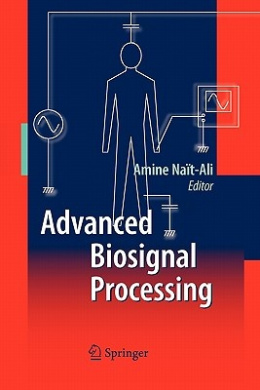 Amine Naït-Ali
Editor
Advanced
Biosignal
Processing
Springer